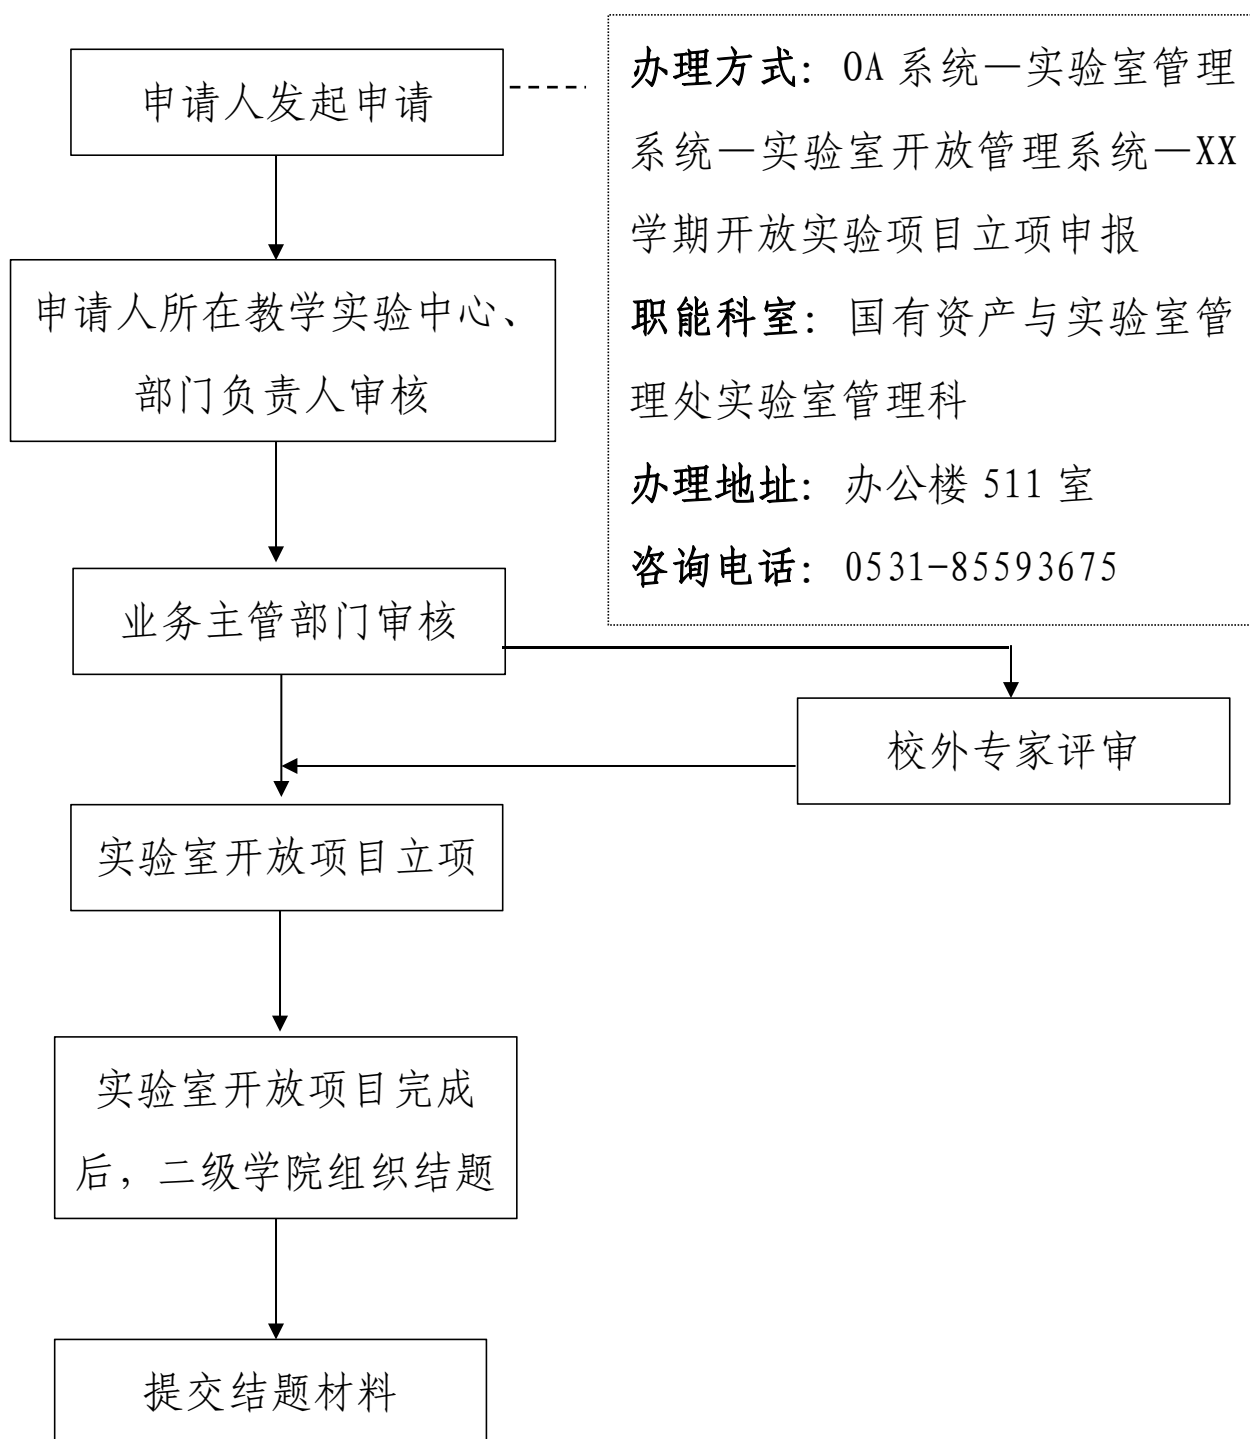 申请人发起申请
办理方式：OA 系统—实验室管理
系统—实验室开放管理系统—XX
学期开放实验项目立项申报
职能科室：国有资产与实验室管
理处实验室管理科
办理地址：办公楼 511 室
咨询电话：0531-85593675
申请人所在教学实验中心、
部门负责人审核
业务主管部门审核
校外专家评审
实验室开放项目立项
实验室开放项目完成
后，二级学院组织结题
提交结题材料